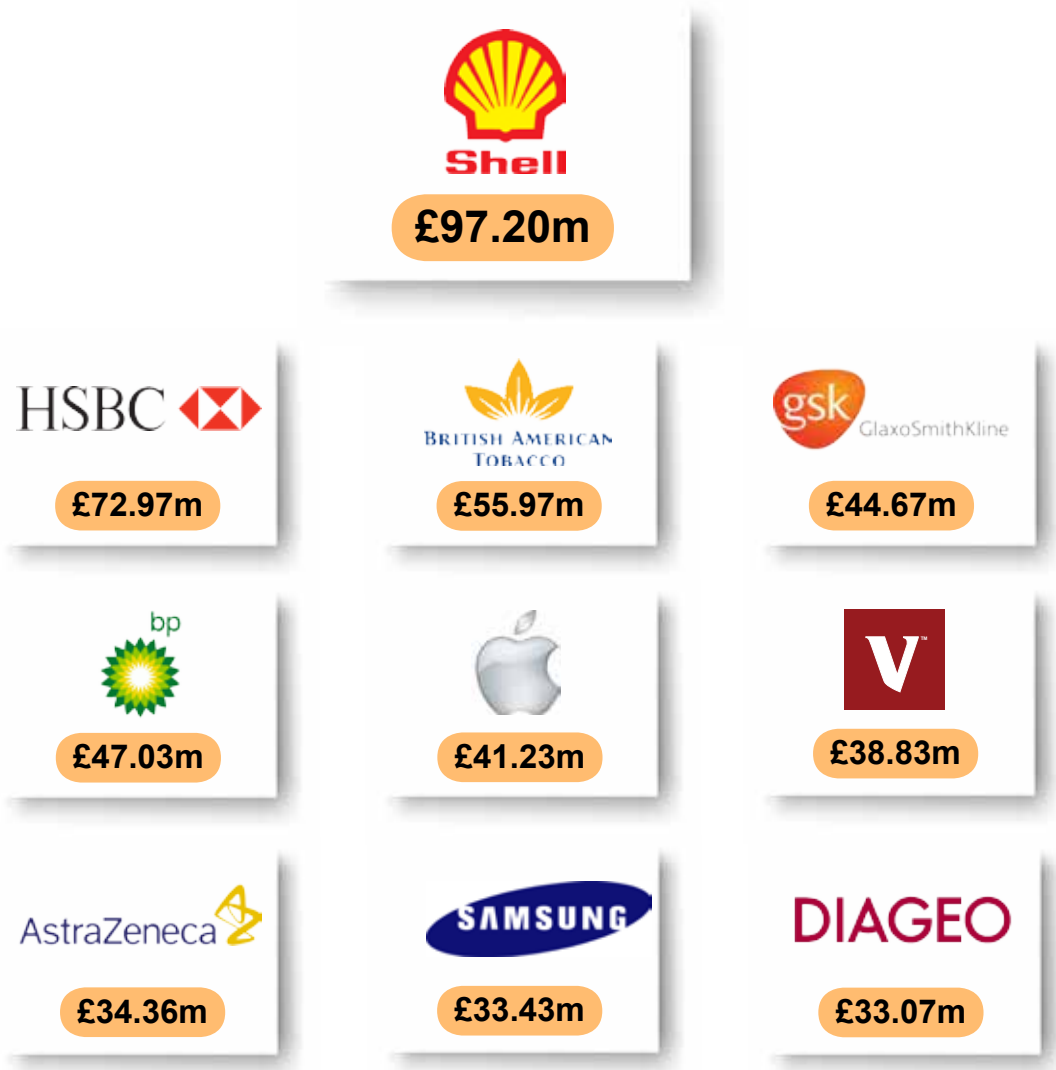 Shell
£97.20m
HSBC
BRITISH AMERICAN
TOBACCO
gsk
GlaxoSmithKline
£72.97m
£55.97m
£44.67m
bp
V™
£47.03m
£41.23m
£38.83m
AstraZeneca
SAMSUNG
DIAGEO
£34.36m
£33.43m
£33.07m